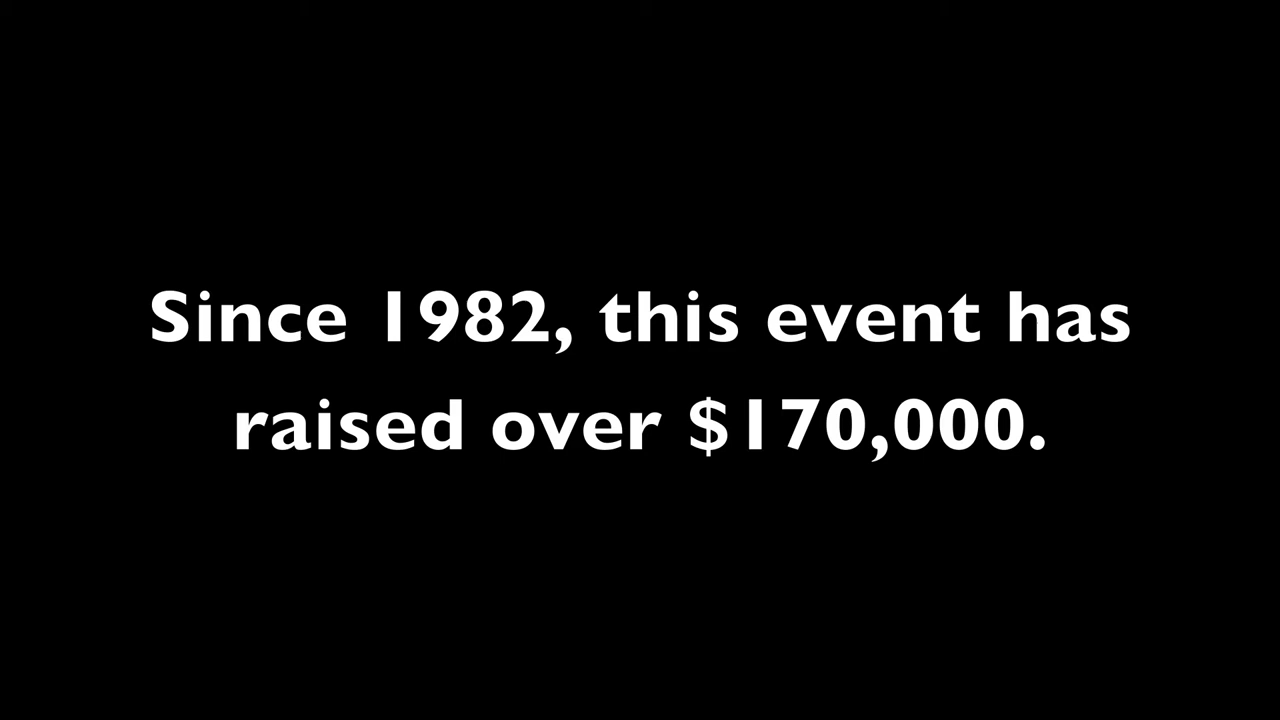 Since 1982, this event has
raised over $170,000.